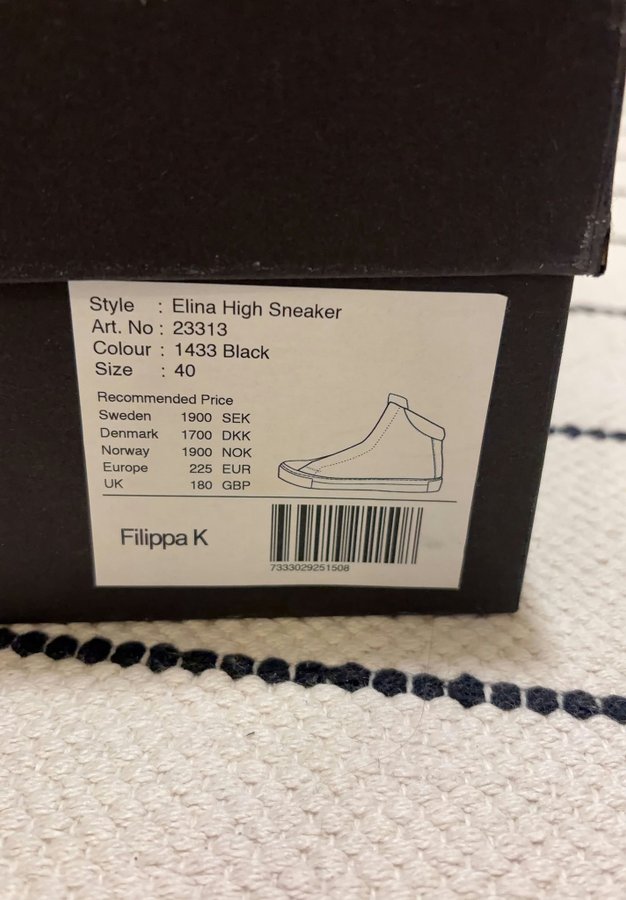 Style : Elina High Sneaker
Art. No : 23313
Colour : 1433 Black
Size : 40
Recommended Price
Sweden 1900 SEK
Denmark 1700 DKK
Norway 1900 NOK
Europe 225 EUR
UK 180 GBP
Filippa K
7333029251508